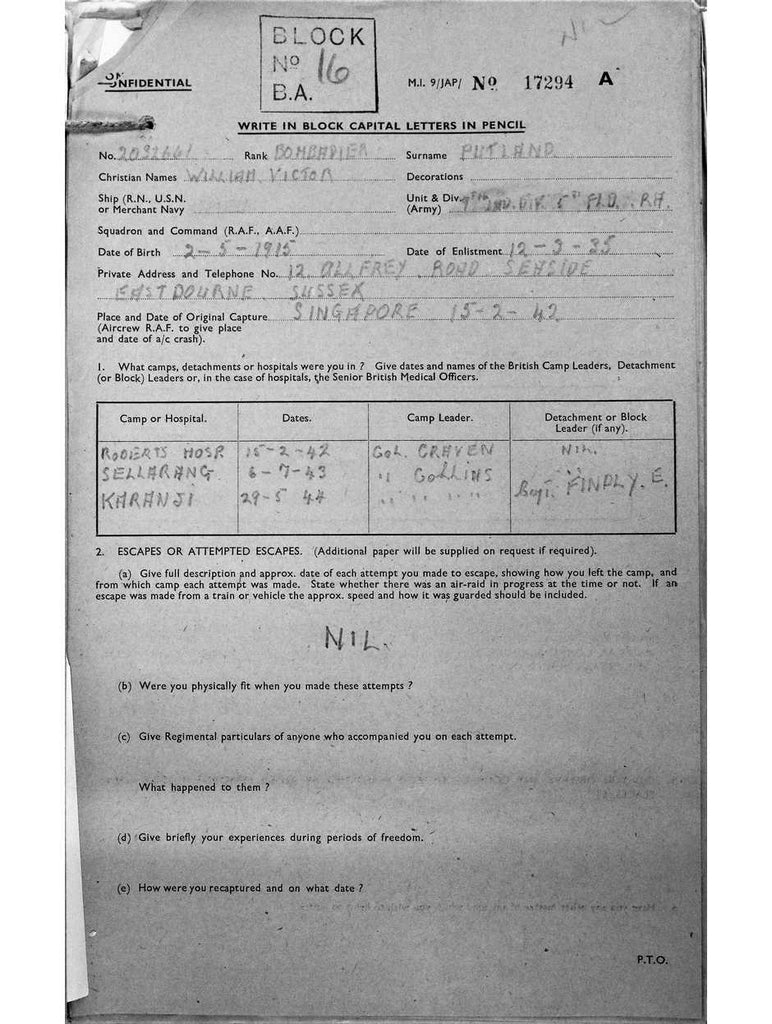 NIL
BLOCK
No 16
B.A.
CONFIDENTIAL
M.I. 9/JAP/ No. 17294 A
WRITE IN BLOCK CAPITAL LETTERS IN PENCIL
No. Rank BOMBADIER Surname PUTLAND
Christian Names WILLIAM VICTOR Decorations
Ship (R.N., U.S.N. Unit & Div.
or Merchant Navy (Army) 5TH FLD. RA.
Squadron and Command (R.A.F., A.A.F.)
Date of Birth 2-5-1915 Date of Enlistment 12-3-35
Private Address and Telephone No. 12. ALLFREY ROAD SEASIDE
EASTBOURNE SUSSEX
Place and Date of Original Capture SINGAPORE 15-2-42
(Aircrew R.A.F. to give place
and date of a/c crash).
1. What camps, detachments or hospitals were you in ? Give dates and names of the British Camp Leaders, Detachment
(or Block) Leaders or, in the case of hospitals, the Senior British Medical Officers.
Camp or Hospital. Dates. Camp Leader. Detachment or Block
Leader (if any).
ROBERTS HOSP. 15-2-42 Col. CRAVEN NIL.
SELLARANG 6-7-43 " COLLINS
KARANJI 29-5 44 " " " " Capt. FINDLY. E.
2. ESCAPES OR ATTEMPTED ESCAPES. (Additional paper will be supplied on request if required).
(a) Give full description and approx. date of each attempt you made to escape, showing how you left the camp, and
from which camp each attempt was made. State whether there was an air-raid in progress at the time or not. If an
escape was made from a train or vehicle the approx. speed and how it was guarded should be included.
NIL.
(b) Were you physically fit when you made these attempts ?
(c) Give Regimental particulars of anyone who accompanied you on each attempt.
What happened to them ?
(d) Give briefly your experiences during periods of freedom.
(e) How were you recaptured and on what date ?
P.T.O.